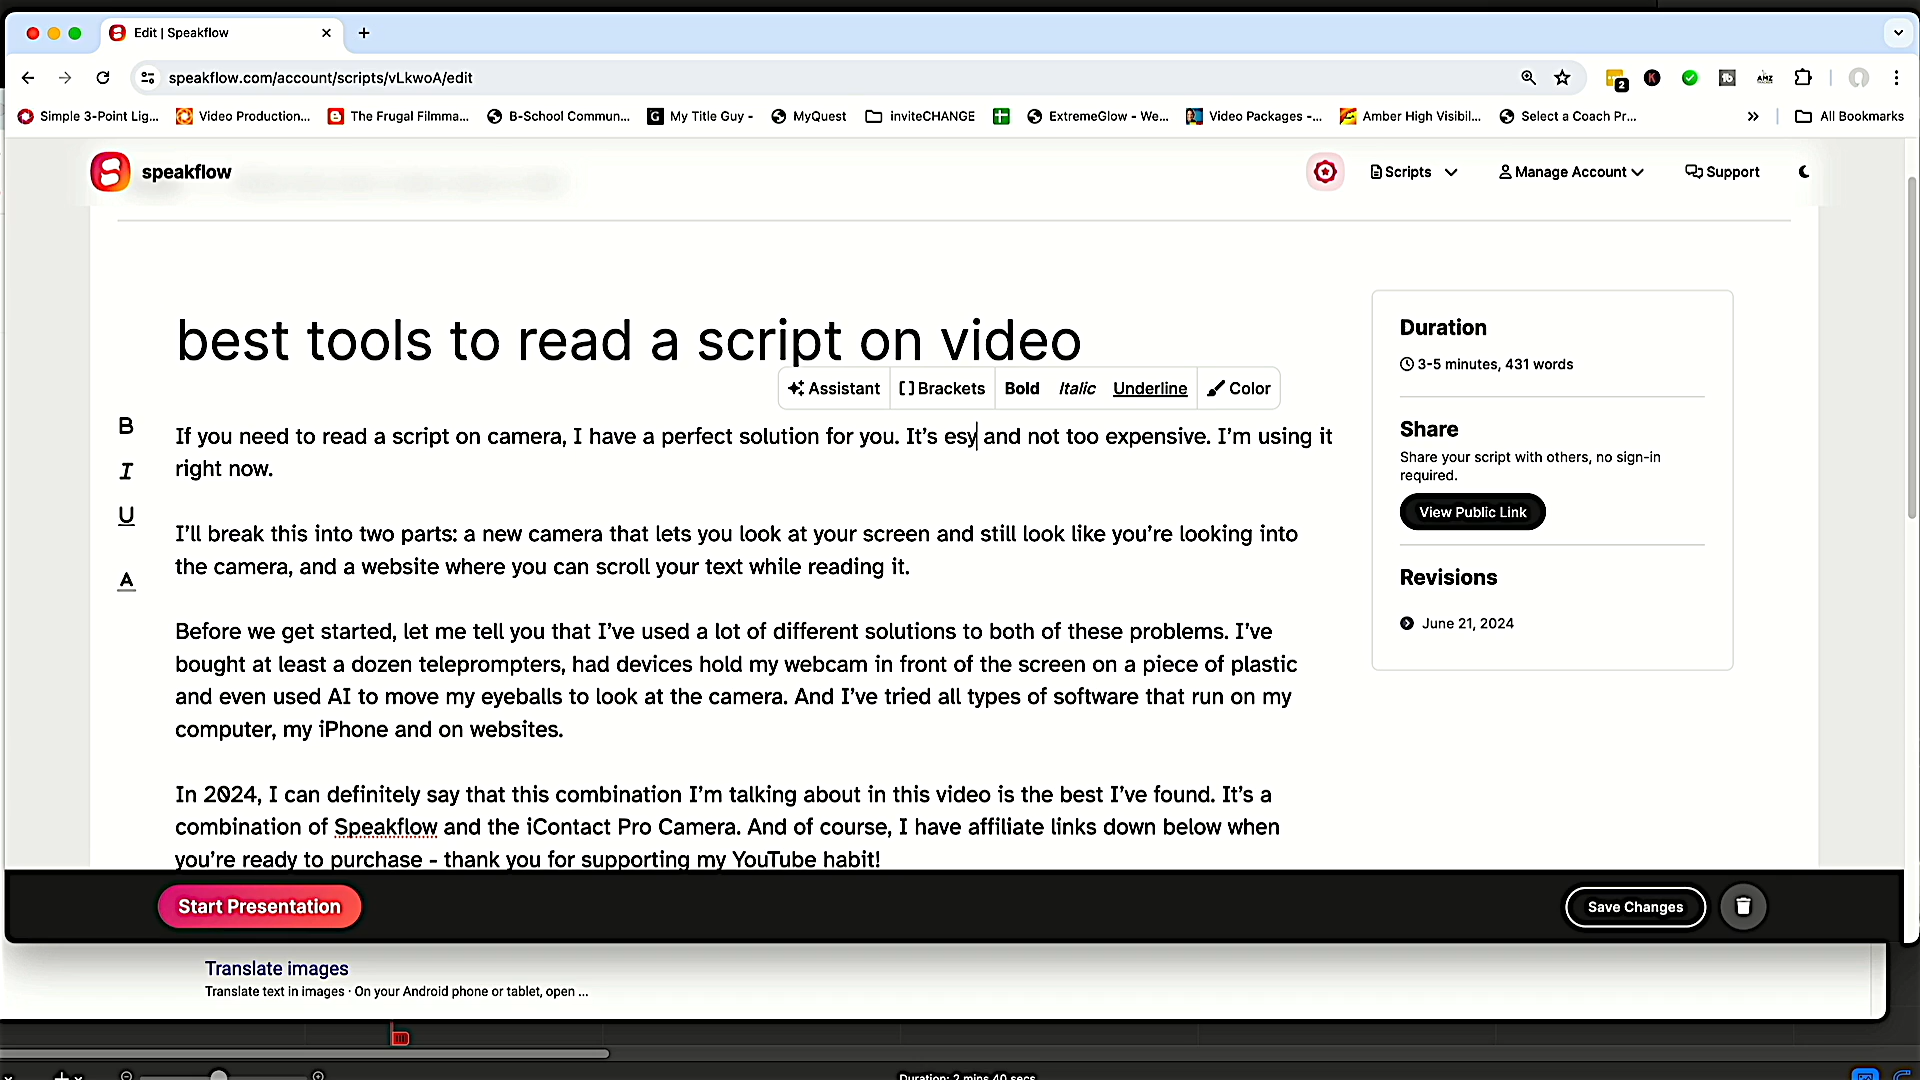 Edit | Speakflow
speakflow.com/account/scripts/vLkwoA/edit
2
K
AMZ
Simple 3-Point Lig...
Video Production...
The Frugal Filmma...
B-School Commun...
G
My Title Guy -
MyQuest
inviteCHANGE
ExtremeGlow - We...
Video Packages -...
Amber High Visibil...
Select a Coach Pr...
All Bookmarks
speakflow
Scripts
Manage Account
Support
best tools to read a script on video
Assistant
Brackets
Bold
Italic
Underline
Color
B
I
U
A
If you need to read a script on camera, I have a perfect solution for you. It's esy and not too expensive. I'm using it
right now.
I'll break this into two parts: a new camera that lets you look at your screen and still look like you're looking into
the camera, and a website where you can scroll your text while reading it.
Before we get started, let me tell you that I've used a lot of different solutions to both of these problems. I've
bought at least a dozen teleprompters, had devices hold my webcam in front of the screen on a piece of plastic
and even used AI to move my eyeballs to look at the camera. And I've tried all types of software that run on my
computer, my iPhone and on websites.
In 2024, I can definitely say that this combination I'm talking about in this video is the best I've found. It's a
combination of Speakflow and the iContact Pro Camera. And of course, I have affiliate links down below when
you're ready to purchase - thank you for supporting my YouTube habit!
Duration
3-5 minutes, 431 words
Share
Share your script with others, no sign-in
required.
View Public Link
Revisions
June 21, 2024
Start Presentation
Save Changes
Translate images
Translate text in images · On your Android phone or tablet, open ...
Duration: 2 mins 40 secs